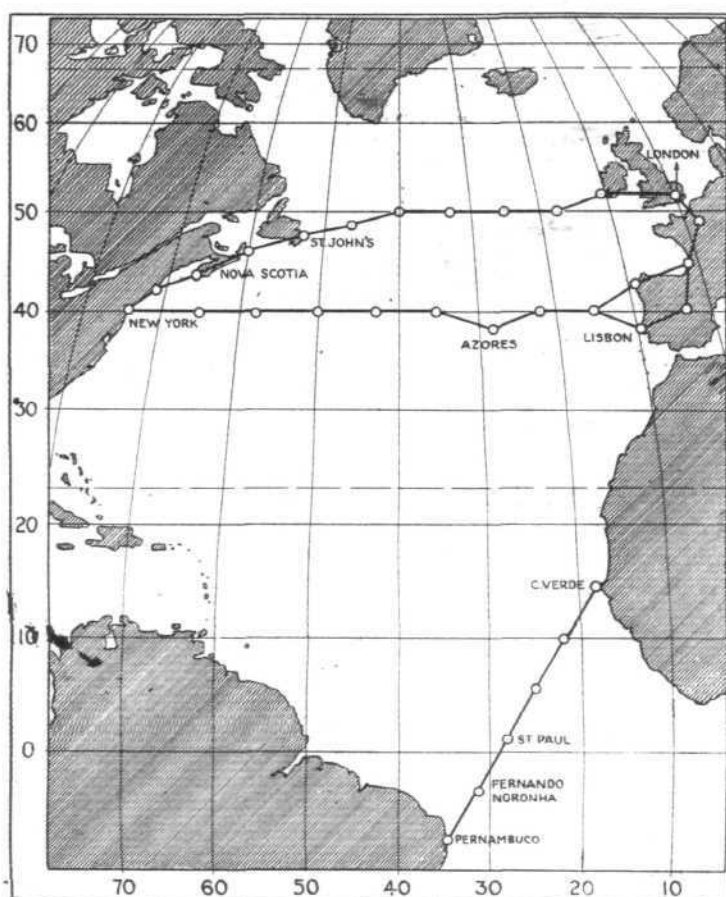 70
60
LONDON
50
ST. JOHN'S
NOVA SCOTIA
40
NEW YORK
AZORES
LISBON
30
20
C. VERDE
10
ST PAUL
0
FERNANDO
NORONHA
PERNAMBUCO
70 60 50 40 30 20 10